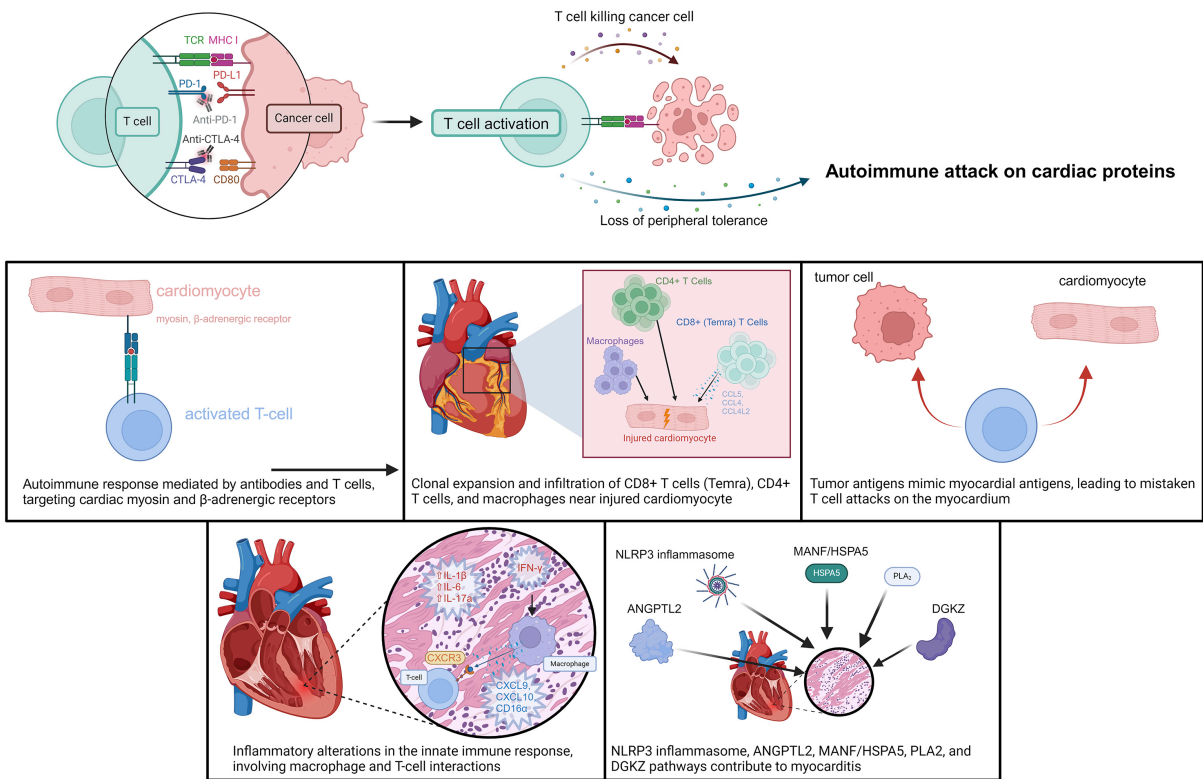 T cell killing cancer cell
TCR MHC I
PD-L1
PD-1
Anti-PD-1
T cell
Cancer cell
Anti-CTLA-4
CTLA-4
CD80
T cell activation
Autoimmune attack on cardiac proteins
Loss of peripheral tolerance
cardiomyocyte
myosin, β-adrenergic receptor
activated T-cell
Autoimmune response mediated by antibodies and T cells,
targeting cardiac myosin and β-adrenergic receptors
CD4+ T Cells
CD8+ (Temra) T Cells
Macrophages
CCL5,
CCL4,
CCL4L2
Injured cardiomyocyte
Clonal expansion and infiltration of CD8+ T cells (Temra), CD4+
T cells, and macrophages near injured cardiomyocyte
tumor cell
cardiomyocyte
Tumor antigens mimic myocardial antigens, leading to mistaken
T cell attacks on the myocardium
⇧IL-1β
⇧IL-6
⇧IL-17a
IFN-γ
CXCR3
Macrophage
T-cell
CXCL9,
CXCL10,
CD16α
Inflammatory alterations in the innate immune response,
involving macrophage and T-cell interactions
NLRP3 inflammasome
MANF/HSPA5
HSPA5
PLA₂
ANGPTL2
DGKZ
NLRP3 inflammasome, ANGPTL2, MANF/HSPA5, PLA2, and
DGKZ pathways contribute to myocarditis